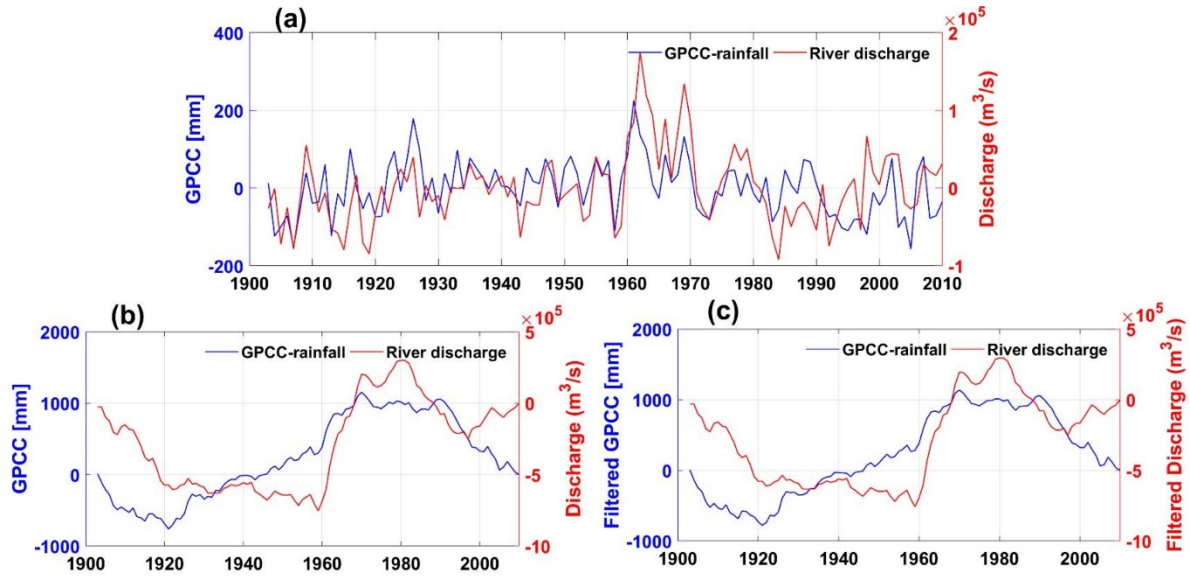 (a)
×10⁵
400
200
0
-200
GPCC [mm]
GPCC-rainfall
River discharge
2
1
0
-1
Discharge (m³/s)
1900 1910 1920 1930 1940 1950 1960 1970 1980 1990 2000 2010
(b)
×10⁵
2000
1000
0
-1000
GPCC [mm]
GPCC-rainfall
River discharge
5
0
-5
-10
Discharge (m³/s)
1900 1920 1940 1960 1980 2000
(c)
×10⁵
2000
1000
0
-1000
Filtered GPCC [mm]
GPCC-rainfall
River discharge
5
0
-5
-10
Filtered Discharge (m³/s)
1900 1920 1940 1960 1980 2000